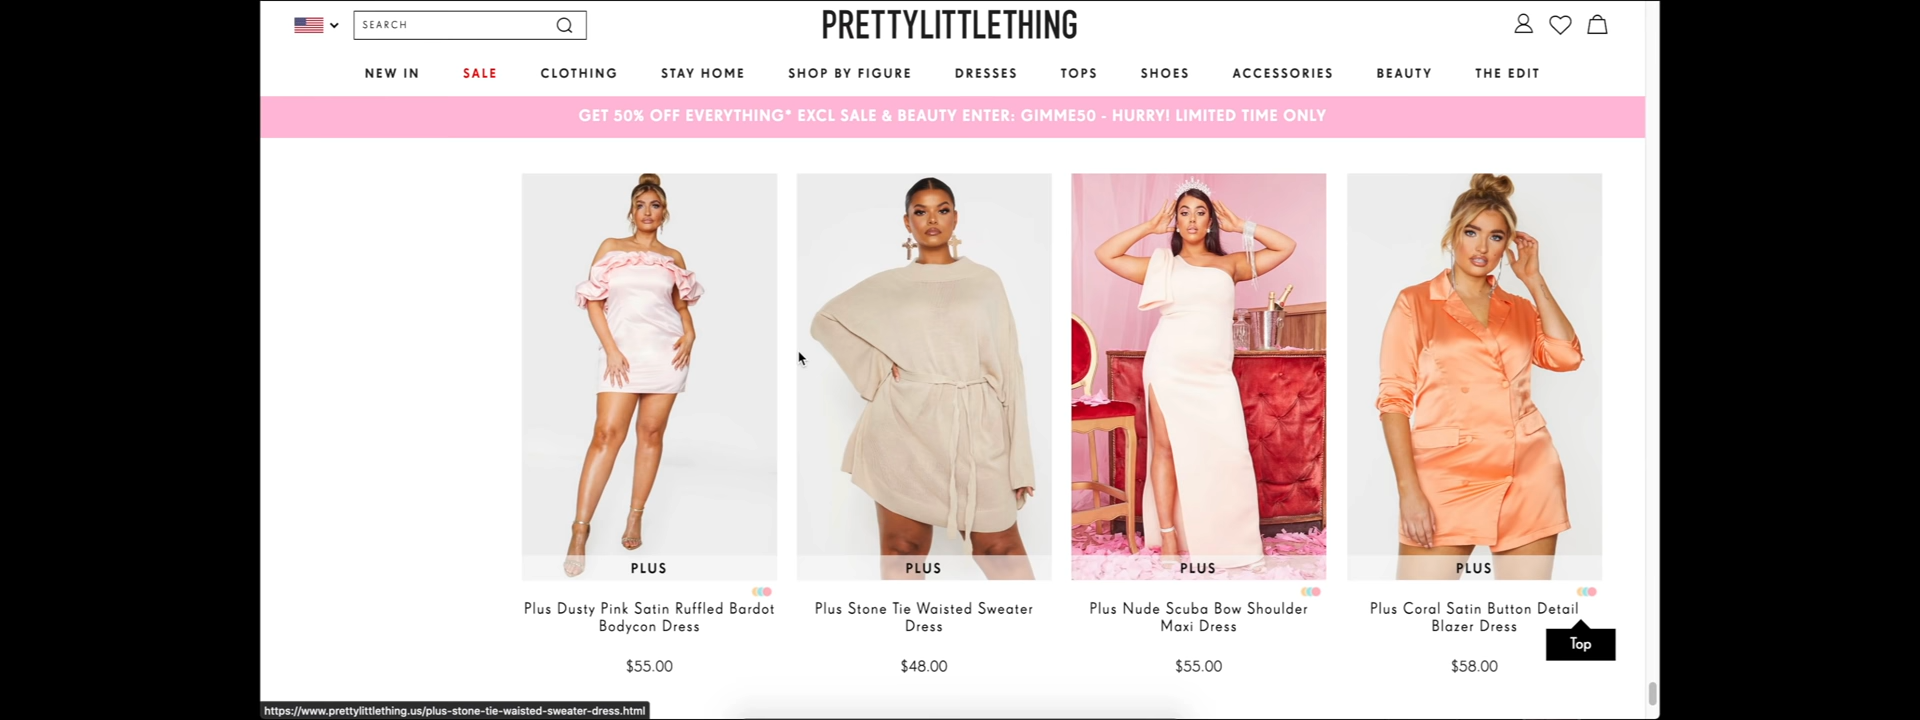 SEARCH
PRETTYLITTLETHING
NEW IN SALE CLOTHING STAY HOME SHOP BY FIGURE DRESSES TOPS SHOES ACCESSORIES BEAUTY THE EDIT
GET 50% OFF EVERYTHING* EXCL SALE & BEAUTY ENTER: GIMME50 - HURRY! LIMITED TIME ONLY
PLUS
Plus Dusty Pink Satin Ruffled Bardot
Bodycon Dress
$55.00
PLUS
Plus Stone Tie Waisted Sweater
Dress
$48.00
PLUS
Plus Nude Scuba Bow Shoulder
Maxi Dress
$55.00
PLUS
Plus Coral Satin Button Detail
Blazer Dress
$58.00
Top
https://www.prettylittlething.us/plus-stone-tie-waisted-sweater-dress.html